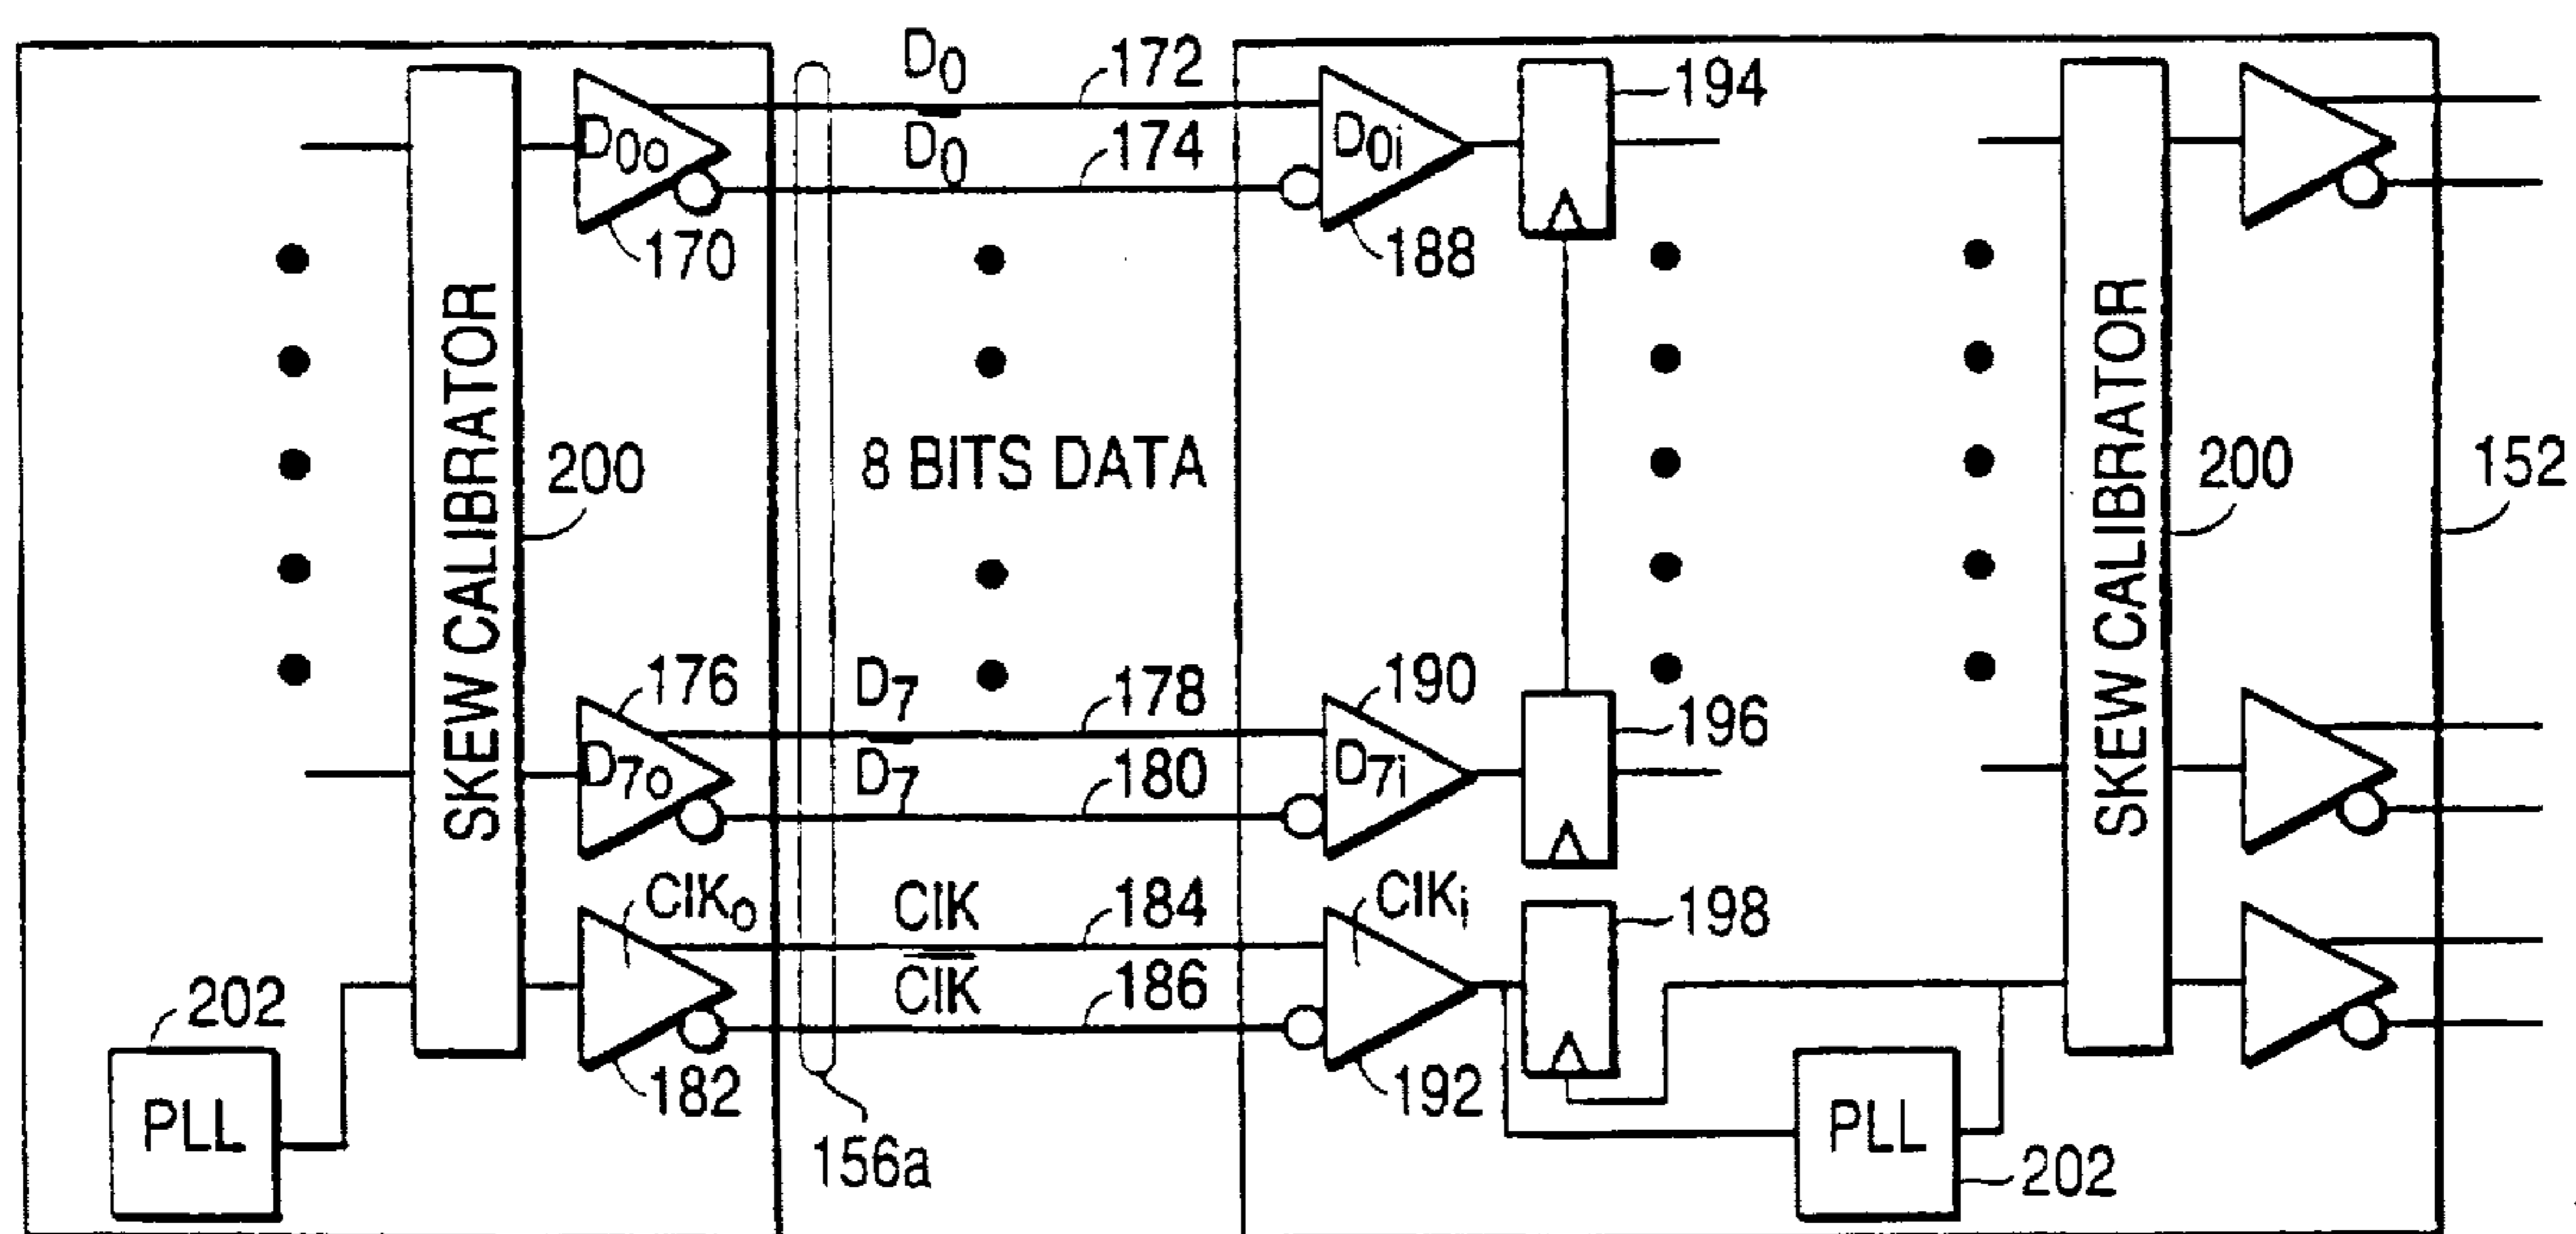 D0
172
D0
174
D0o
170
D0i
188
194
SKEW CALIBRATOR
200
8 BITS DATA
SKEW CALIBRATOR
200
152
176
D7
178
190
196
D7o
D7
180
D7i
ClKo
ClK
184
ClKi
198
ClK
186
202
PLL
182
192
156a
PLL
202